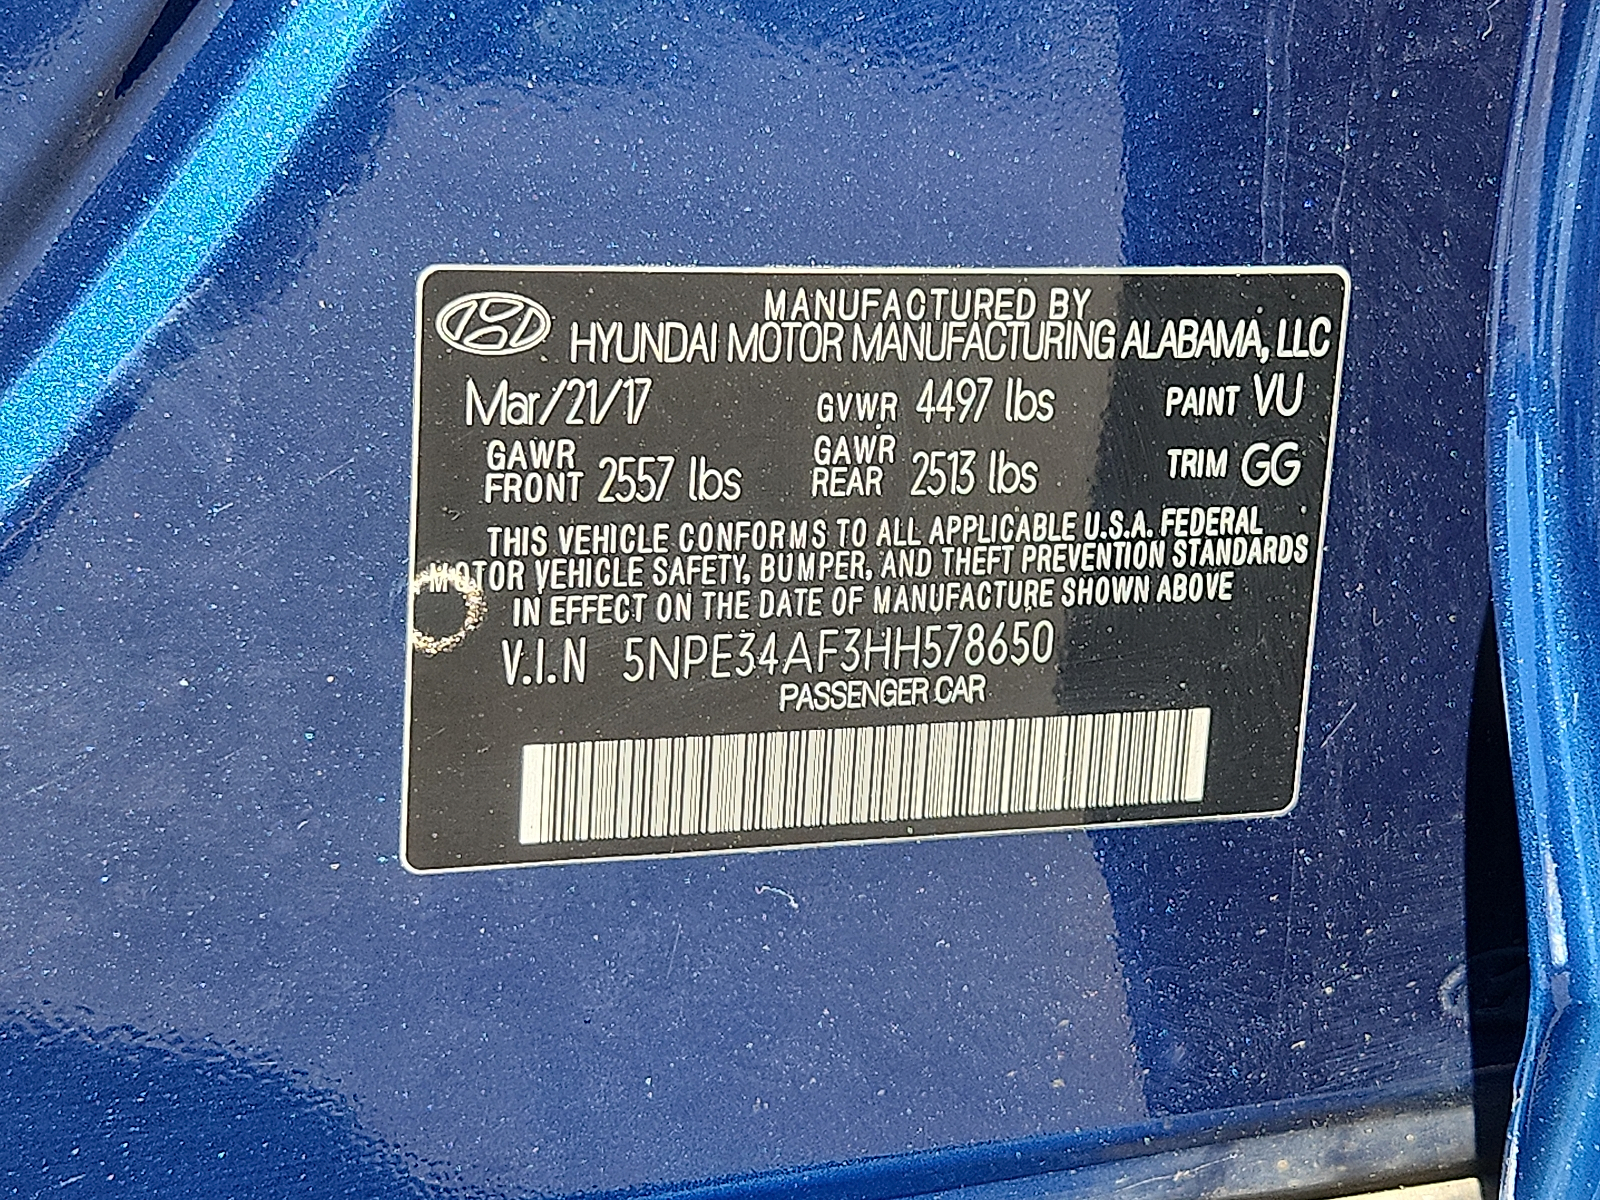 MANUFACTURED BY
HYUNDAI MOTOR MANUFACTURING ALABAMA, LLC
Mar/21/17 GVWR 4497 lbs PAINT VU
GAWR FRONT 2557 lbs GAWR REAR 2513 lbs TRIM GG
THIS VEHICLE CONFORMS TO ALL APPLICABLE U.S.A. FEDERAL
MOTOR VEHICLE SAFETY, BUMPER, AND THEFT PREVENTION STANDARDS
IN EFFECT ON THE DATE OF MANUFACTURE SHOWN ABOVE
V.I.N 5NPE34AF3HH578650
PASSENGER CAR